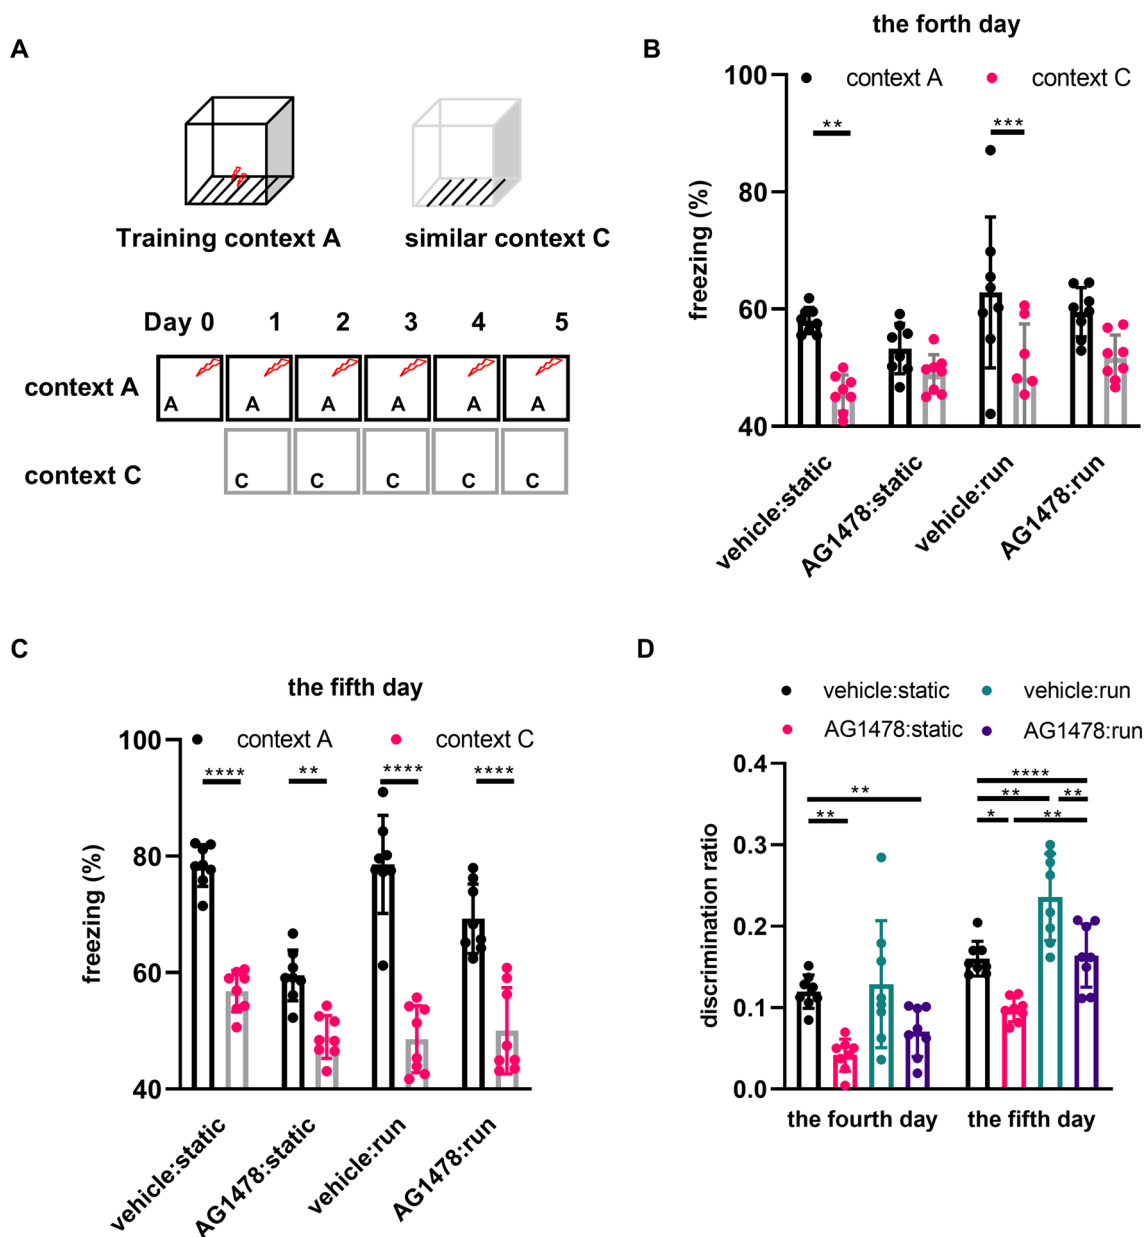 A
Training context A
similar context C
Day 0 1 2 3 4 5
context A
A A A A A A
context C
C C C C C
B
the forth day
context A context C
freezing (%)
100
80
60
40
** ***
vehicle:static
AG1478:static
vehicle:run
AG1478:run
C
the fifth day
context A context C
freezing (%)
100
80
60
40
**** ** **** ****
vehicle:static
AG1478:static
vehicle:run
AG1478:run
D
vehicle:static vehicle:run
AG1478:static AG1478:run
discrimination ratio
0.4
0.3
0.2
0.1
0.0
**
**
****
** **
* **
the fourth day the fifth day